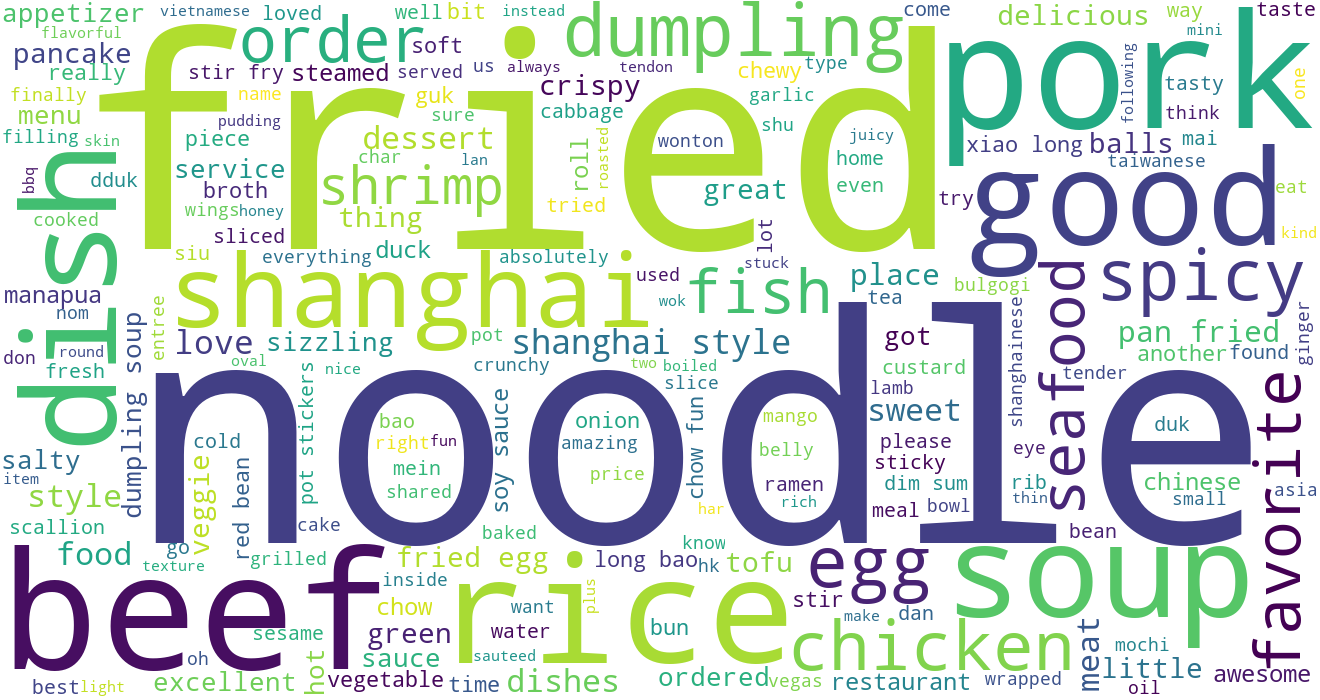 appetizer
vietnamese
loved
well
bit
instead
dumpling
come
delicious
way
taste
flavorful
fried
order
pork
mini
pancake
soft
really
stir fry
steamed
served
us
always
tendon
chewy
type
following
tasty
one
finally
name
guk
crispy
garlic
think
menu
pudding
sure
cabbage
filling
skin
piece
dessert
shu
wonton
juicy
xiao long
balls
mai
roll
roasted
home
taiwanese
char
lan
bbq
dduk
service
broth
shrimp
great
even
good
eat
dish
wings
honey
thing
tried
try
cooked
sliced
lot
kind
siu
everything
duck
absolutely
stuck
shanghai
used
fish
place
bulgogi
seafood
spicy
manapua
wok
tea
nom
entree
dumpling soup
pot
shanghai style
got
shanghainese
pan fried
ginger
don
round
love
sizzling
another
found
fresh
oval
nice
crunchy
two
boiled
custard
tender
noodle
pot stickers
slice
lamb
favorite
bao
soy sauce
onion
chow fun
mango
sweet
duk
cold
right
fun
amazing
please
eye
salty
veggie
red bean
mein
price
belly
sticky
ramen
dim sum
rib
chinese
asia
item
style
shared
rich
thin
small
har
meal
bowl
scallion
cake
baked
bean
food
go
texture
grilled
fried egg
long bao
know
hk
tofu
egg
soup
beef
rice
inside
plus
stir
chow
want
make
dan
sesame
green
water
bun
chicken
meat
mochi
oh
hot
sauce
sauteed
little
best
light
excellent
vegetable
time
dishes
ordered
vegas
restaurant
wrapped
oil
awesome